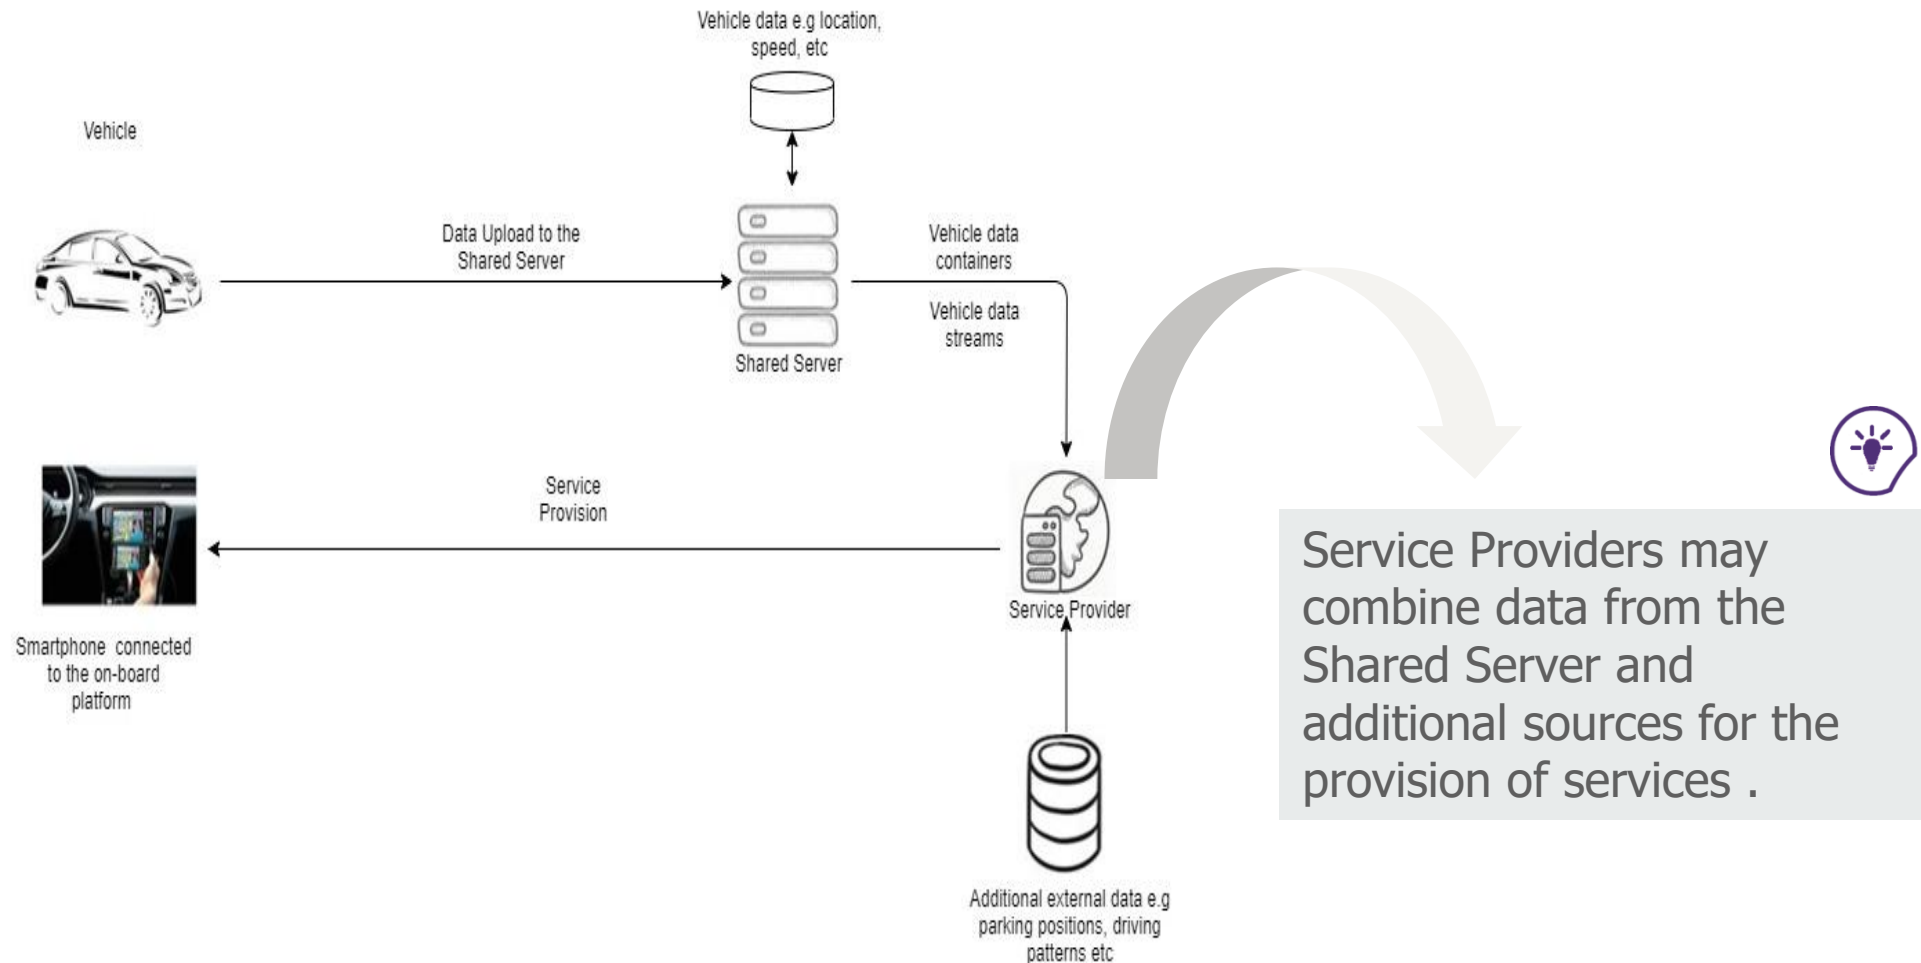 Vehicle data e.g location,
speed, etc
Vehicle
Data Upload to the
Shared Server
Vehicle data
containers
Vehicle data
streams
Shared Server
Service
Provision
Service Provider
Smartphone connected
to the on-board
platform
Additional external data e.g
parking positions, driving
patterns etc
Service Providers may
combine data from the
Shared Server and
additional sources for the
provision of services .